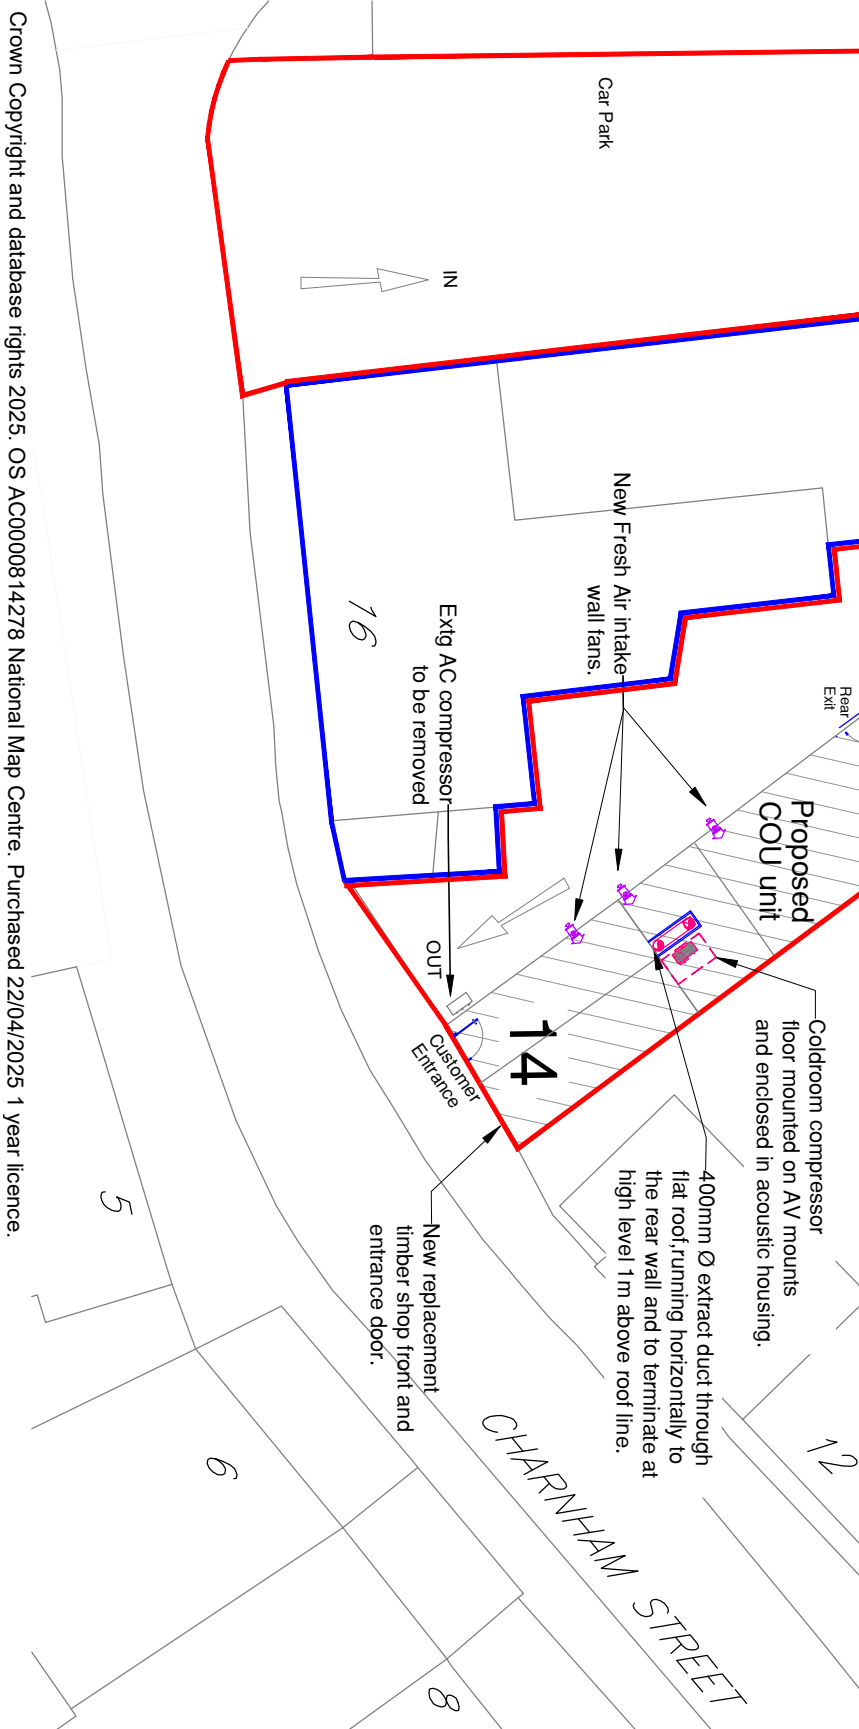 Car Park
IN
New Fresh Air intake
wall fans.
16
Extg AC compressor
to be removed
Rear
Exit
Proposed
COU unit
OUT
Customer
Entrance
14
Coldroom compressor
floor mounted on AV mounts
and enclosed in acoustic housing.
400mm Ø extract duct through
flat roof,running horizontally to
the rear wall and to terminate at
high level 1m above roof line.
New replacement
timber shop front and
entrance door.
12
CHARNHAM STREET
5
6
8
Crown Copyright and database rights 2025. OS AC0000814278 National Map Centre. Purchased 22/04/2025 1 year licence.